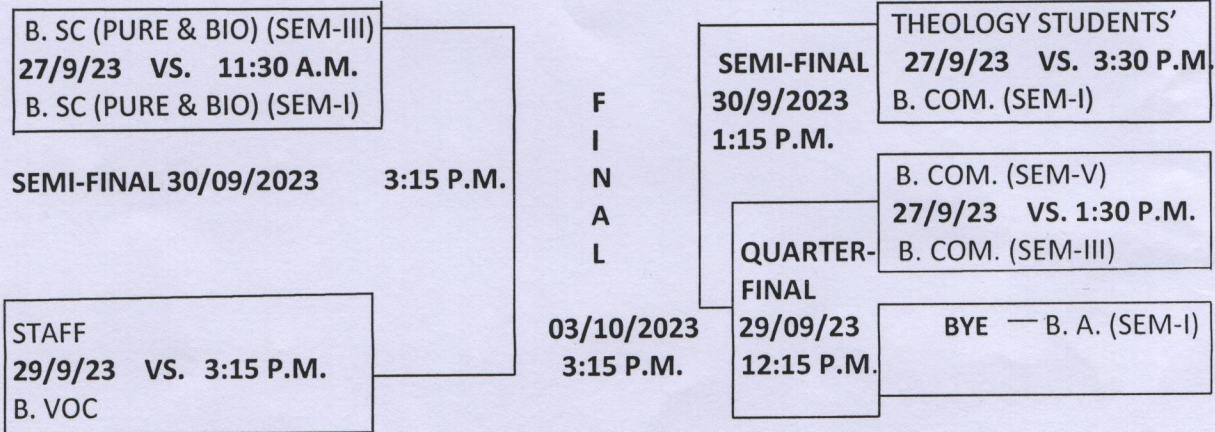 B. SC (PURE & BIO) (SEM-III)
27/9/23 VS. 11:30 A.M.
B. SC (PURE & BIO) (SEM-I)
SEMI-FINAL 30/09/2023 3:15 P.M.
STAFF
29/9/23 VS. 3:15 P.M.
B. VOC
F
I
N
A
L
03/10/2023
3:15 P.M.
SEMI-FINAL
30/9/2023
1:15 P.M.
QUARTER-
FINAL
29/09/23
12:15 P.M.
THEOLOGY STUDENTS'
27/9/23 VS. 3:30 P.M.
B. COM. (SEM-I)
B. COM. (SEM-V)
27/9/23 VS. 1:30 P.M.
B. COM. (SEM-III)
BYE — B. A. (SEM-I)